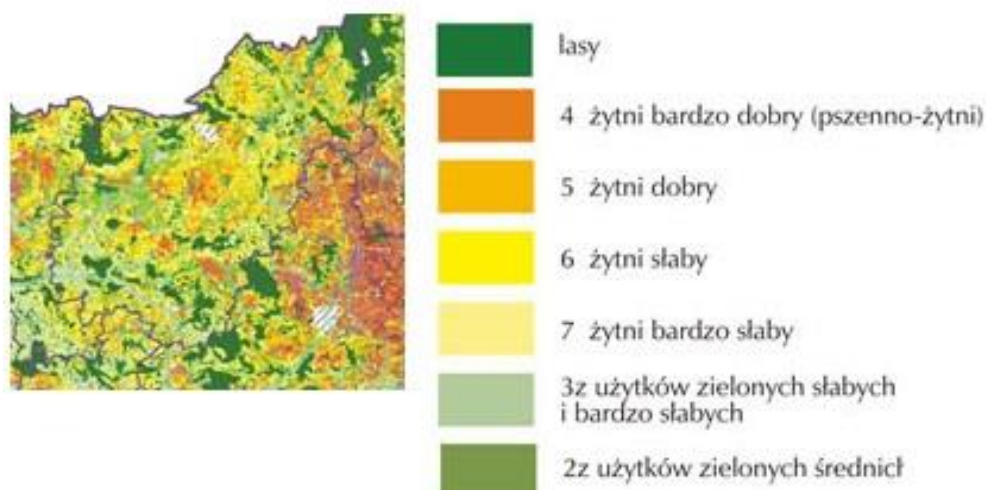 lasy
4 żytni bardzo dobry (pszenno-żytni)
5 żytni dobry
6 żytni słaby
7 żytni bardzo słaby
3z użytków zielonych słabych
i bardzo słabych
2z użytków zielonych średnich